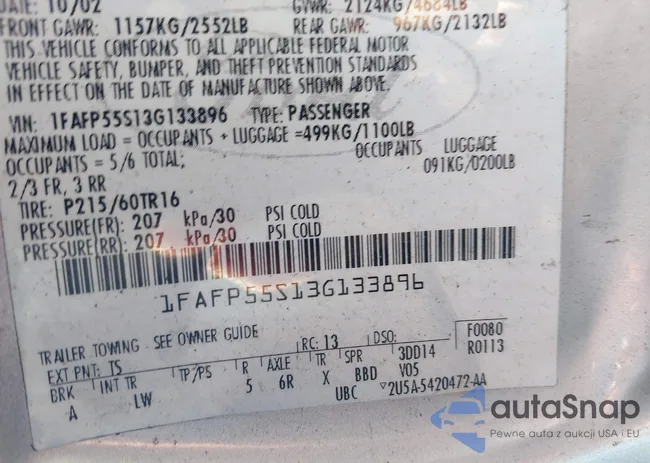 DATE: 10/02 GVWR: 2124KG/4684LB
FRONT GAWR: 1157KG/2552LB REAR GAWR: 967KG/2132LB
THIS VEHICLE CONFORMS TO ALL APPLICABLE FEDERAL MOTOR
VEHICLE SAFETY, BUMPER, AND THEFT PREVENTION STANDARDS
IN EFFECT ON THE DATE OF MANUFACTURE SHOWN ABOVE.
VIN: 1FAFP55S13G133896 TYPE: PASSENGER
MAXIMUM LOAD = OCCUPANTS + LUGGAGE =499KG/1100LB
OCCUPANTS = 5/6 TOTAL; OCCUPANTS LUGGAGE
2/3 FR, 3 RR 091KG/0200LB
TIRE: P215/60TR16
PRESSURE(FR): 207 kPa/30 PSI COLD
PRESSURE(RR): 207 kPa/30 PSI COLD
1FAFP55S13G133896
TRAILER TOWING - SEE OWNER GUIDE
EXT PNT: TS RC: 13 DSO: F0080
BRK INT TR TP/PS R AXLE TR SPR 3DD14 R0113
A LW 5 6R X BBD V05
UBC ▽2U5A-5420472-AA
autaSnap
Pewne auta z aukcji USA i EU